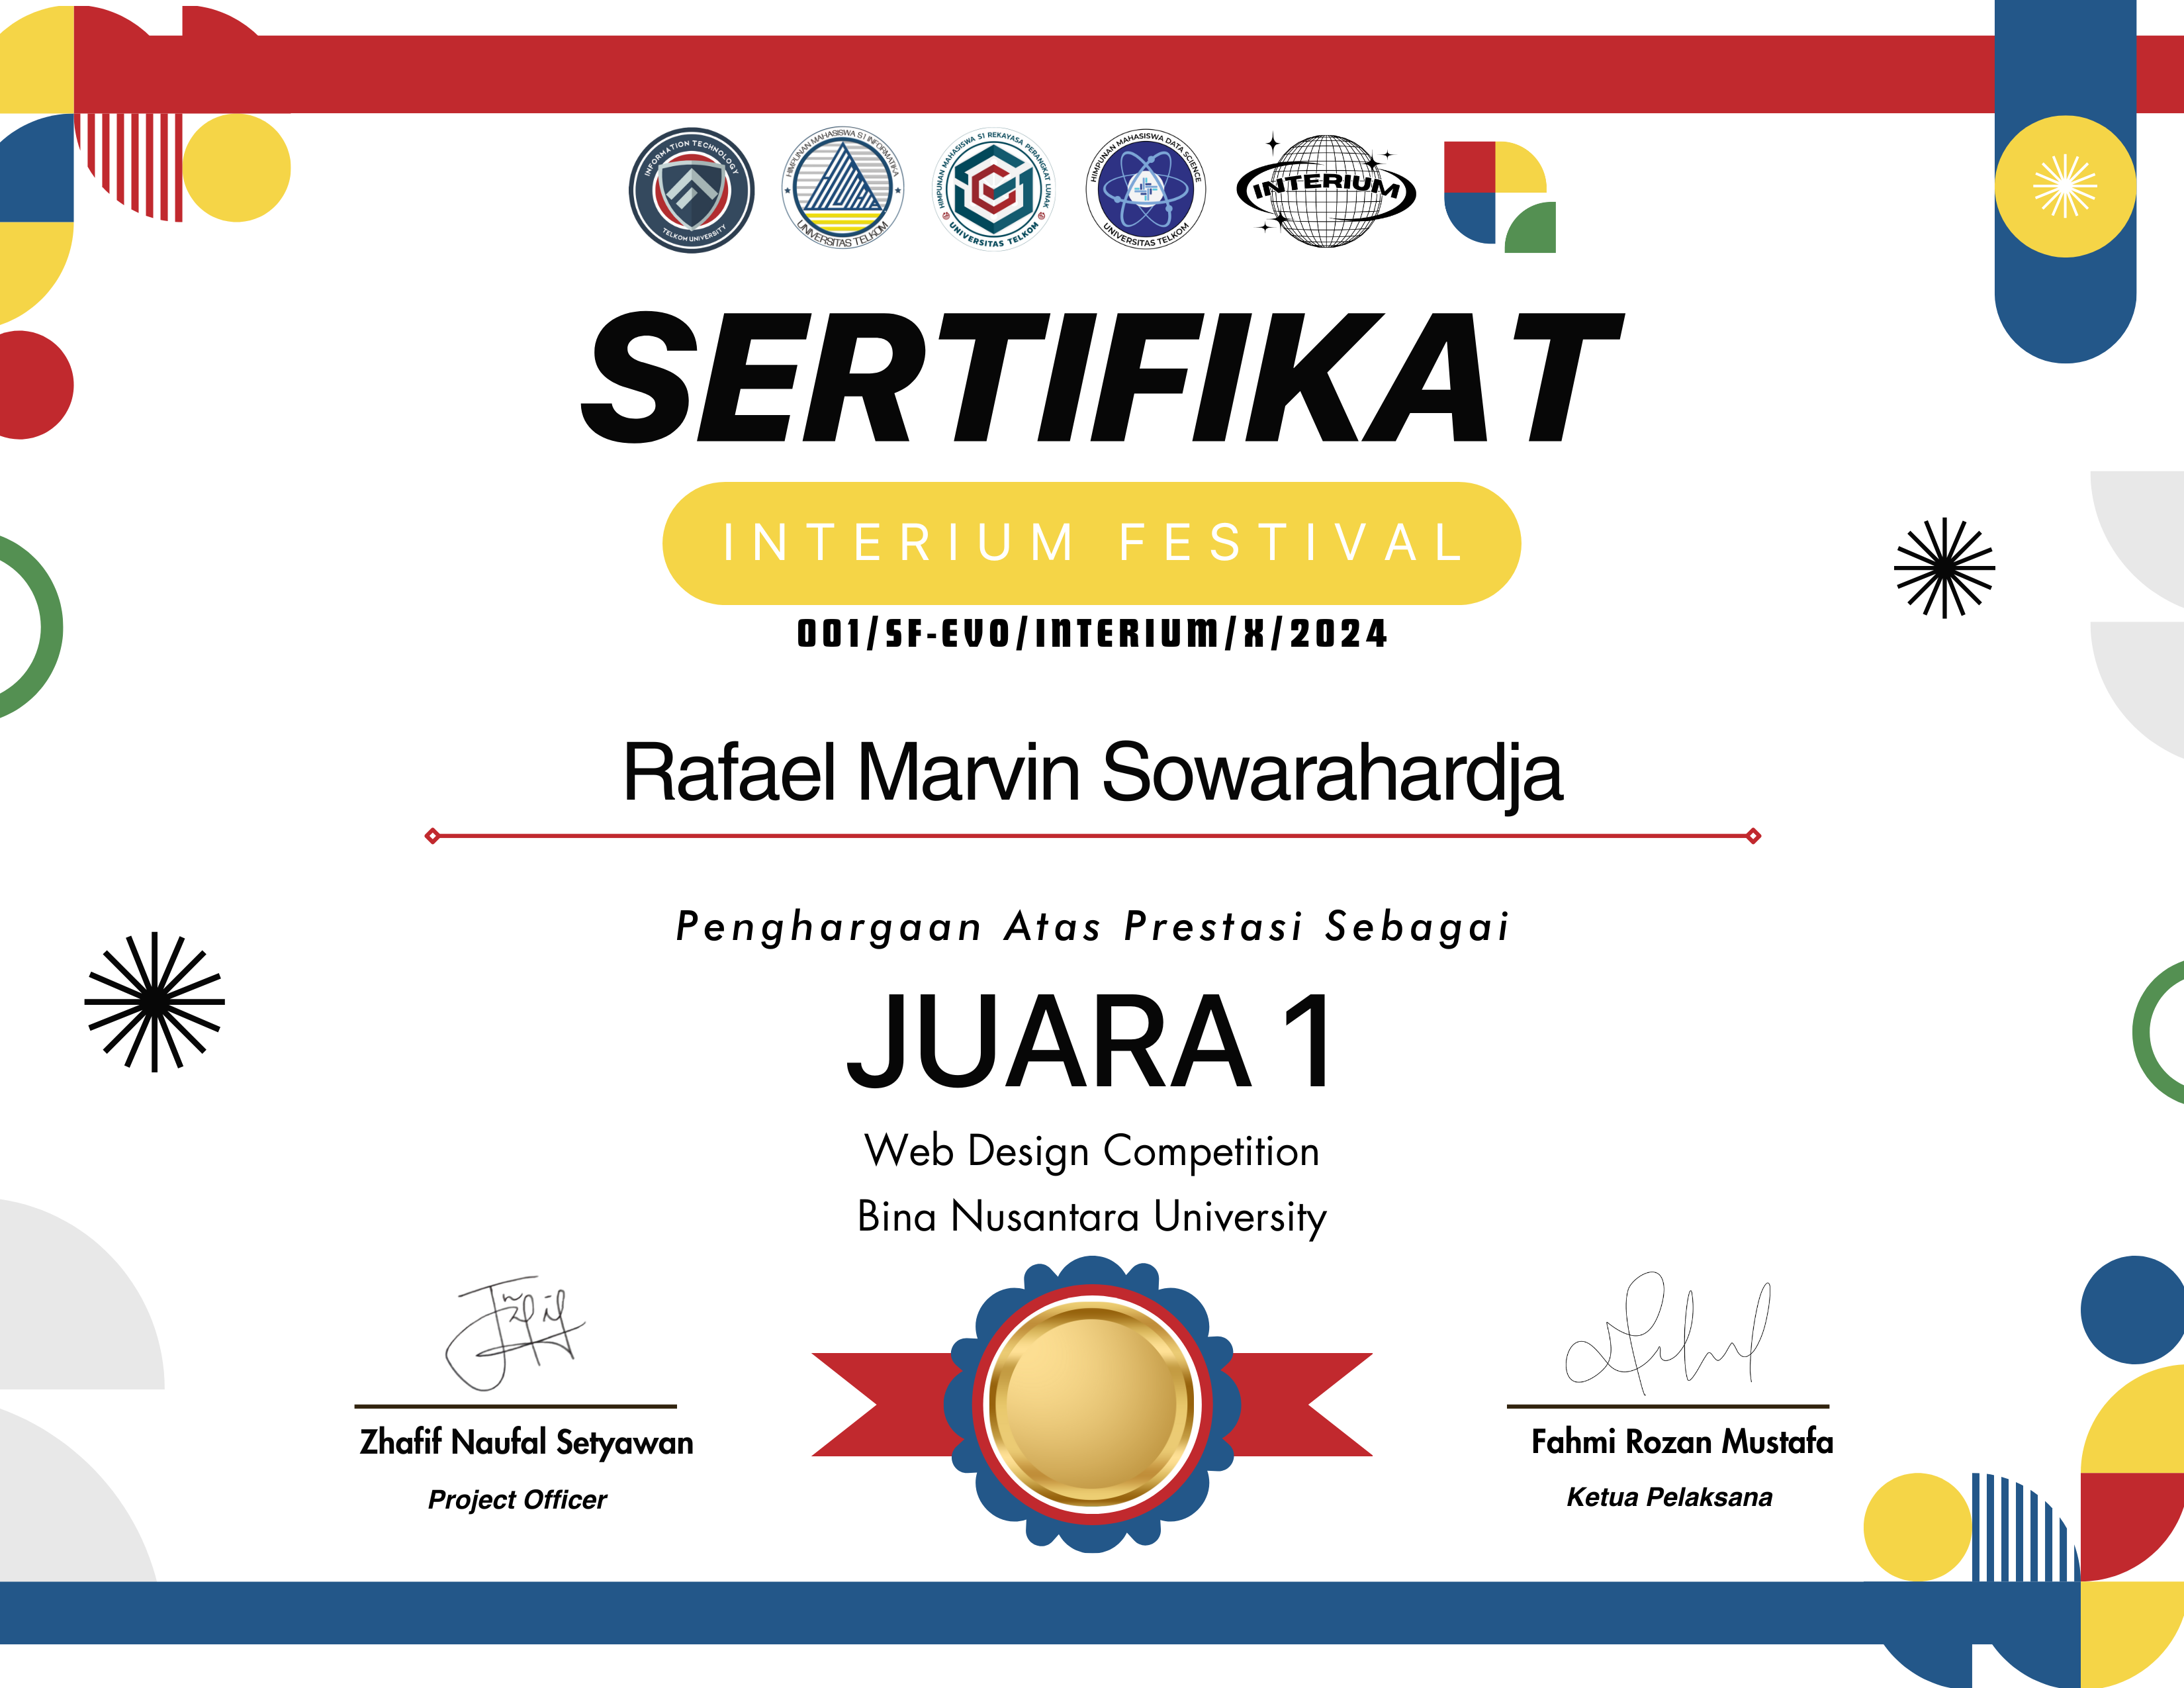 INFORMATION TECHNOLOGY
TELKOM UNIVERSITY
HIMPUNAN MAHASISWA S1 INFORMATIKA
UNIVERSITAS TELKOM
HIMPUNAN MAHASISWA S1 REKAYASA PERANGKAT LUNAK
UNIVERSITAS TELKOM
HIMPUNAN MAHASISWA DATA SCIENCE
UNIVERSITAS TELKOM
INTERIUM
SERTIFIKAT
INTERIUM FESTIVAL
001/SF-EVO/INTERIUM/X/2024
Rafael Marvin Sowarahardja
Penghargaan Atas Prestasi Sebagai
JUARA 1
Web Design Competition
Bina Nusantara University
Zhafif Naufal Setyawan
Project Officer
Fahmi Rozan Mustafa
Ketua Pelaksana